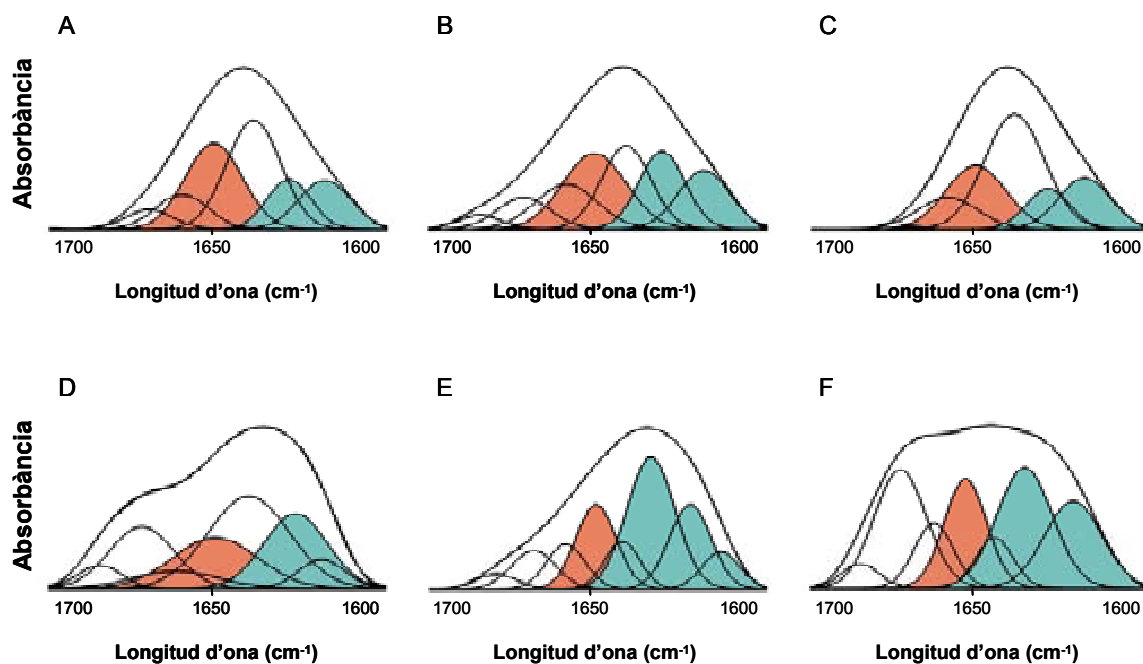 A
B
C
Absorbància
1700 1650 1600
1700 1650 1600
1700 1650 1600
Longitud d’ona (cm-1)
Longitud d’ona (cm-1)
Longitud d’ona (cm-1)
D
E
F
Absorbància
1700 1650 1600
1700 1650 1600
1700 1650 1600
Longitud d’ona (cm-1)
Longitud d’ona (cm-1)
Longitud d’ona (cm-1)